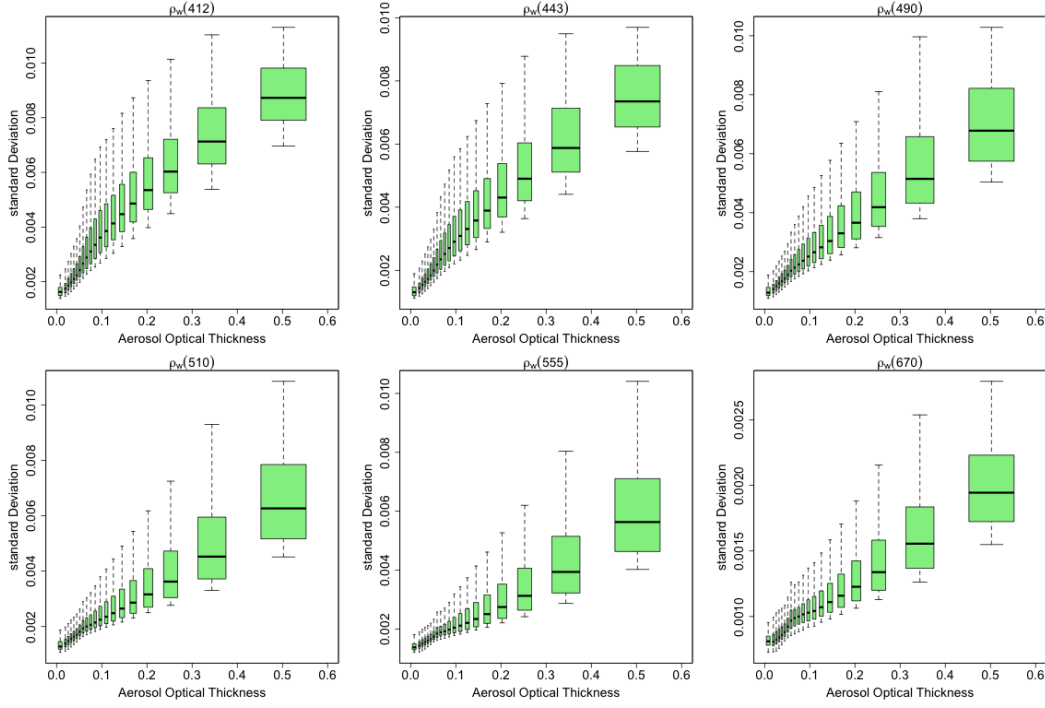 ρw(412)
standard Deviation
0.002 0.004 0.006 0.008 0.010
0.0 0.1 0.2 0.3 0.4 0.5 0.6
Aerosol Optical Thickness
ρw(443)
standard Deviation
0.002 0.004 0.006 0.008 0.010
0.0 0.1 0.2 0.3 0.4 0.5 0.6
Aerosol Optical Thickness
ρw(490)
standard Deviation
0.002 0.004 0.006 0.008 0.010
0.0 0.1 0.2 0.3 0.4 0.5 0.6
Aerosol Optical Thickness
ρw(510)
standard Deviation
0.002 0.004 0.006 0.008 0.010
0.0 0.1 0.2 0.3 0.4 0.5 0.6
Aerosol Optical Thickness
ρw(555)
standard Deviation
0.002 0.004 0.006 0.008 0.010
0.0 0.1 0.2 0.3 0.4 0.5 0.6
Aerosol Optical Thickness
ρw(670)
standard Deviation
0.0010 0.0015 0.0020 0.0025
0.0 0.1 0.2 0.3 0.4 0.5 0.6
Aerosol Optical Thickness